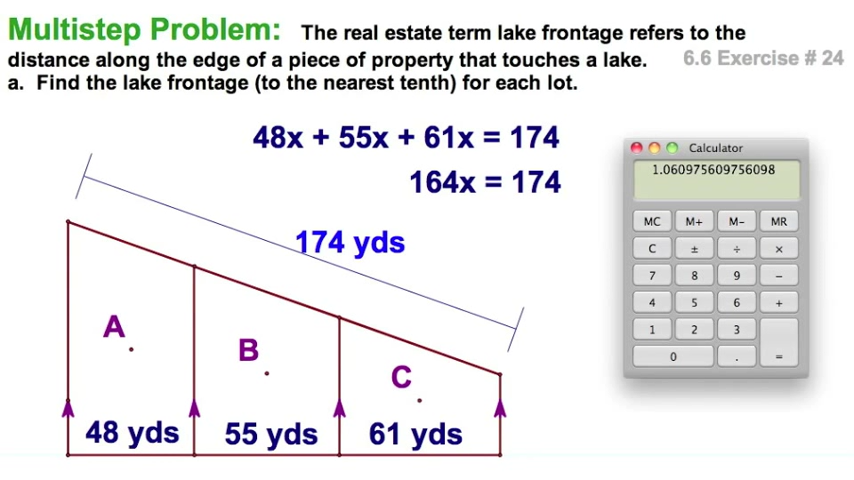 Multistep Problem: The real estate term lake frontage refers to the
distance along the edge of a piece of property that touches a lake. 6.6 Exercise # 24
a. Find the lake frontage (to the nearest tenth) for each lot.
48x + 55x + 61x = 174
164x = 174
Calculator
1.060975609756098
MC M+ M- MR
C ± ÷ ×
7 8 9 −
4 5 6 +
1 2 3
0 . =
174 yds
A
B
C
48 yds 55 yds 61 yds